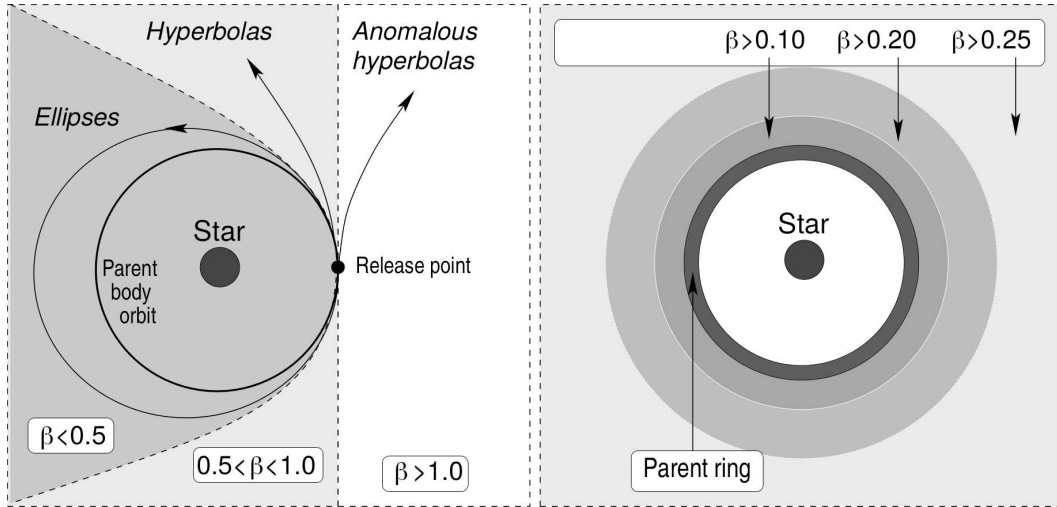 Hyperbolas
Anomalous
hyperbolas
Ellipses
Star
Parent
body
orbit
Release point
β<0.5
0.5<β<1.0
β>1.0
β>0.10 β>0.20 β>0.25
Star
Parent ring